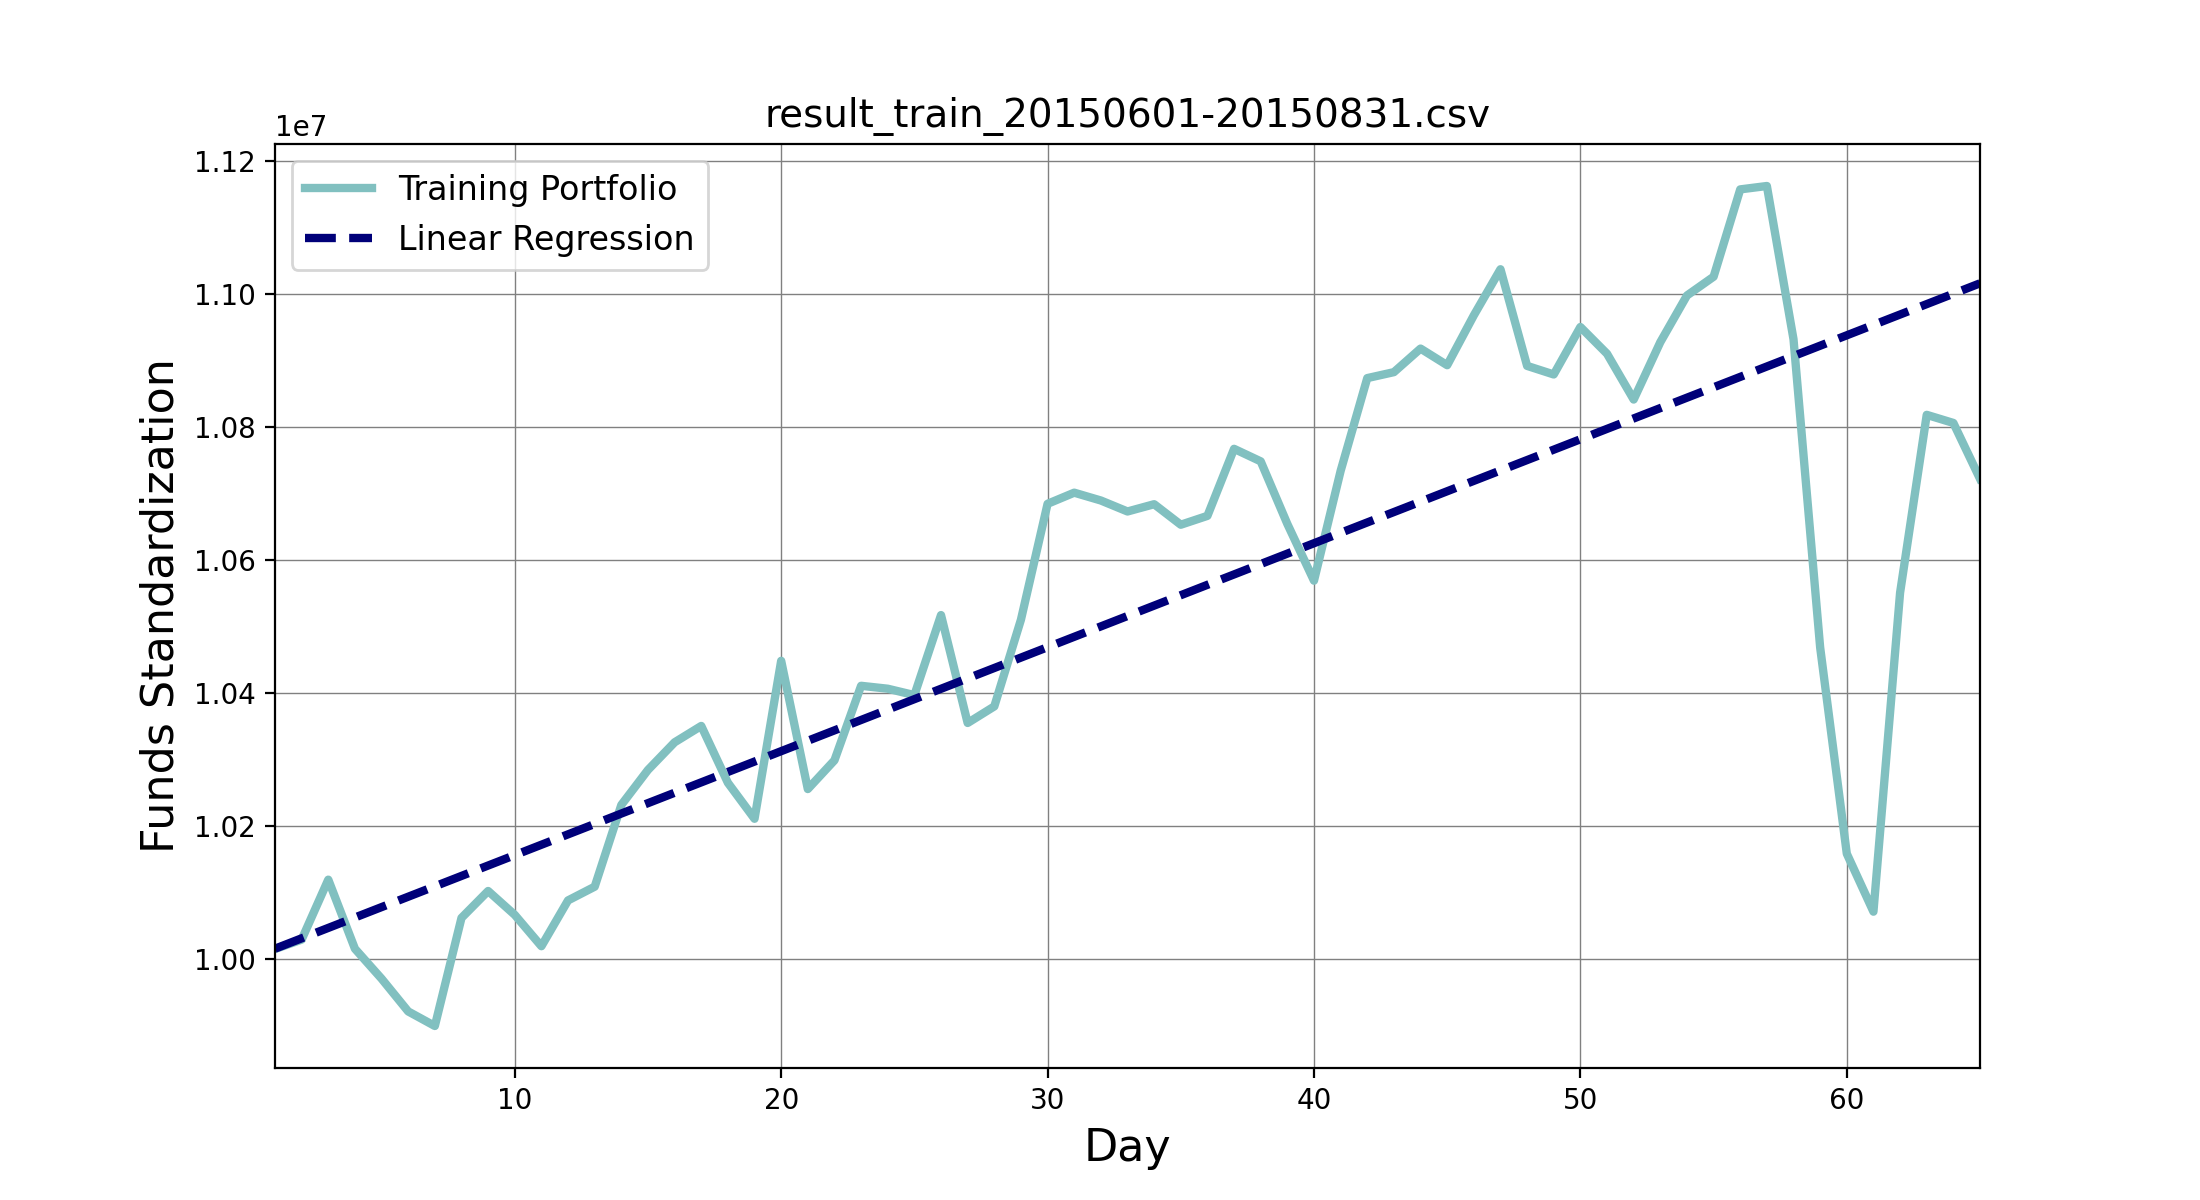 result_train_20150601-20150831.csv
1e7
Training Portfolio
Linear Regression
1.12
1.10
1.08
1.06
1.04
1.02
1.00
Funds Standardization
10 20 30 40 50 60
Day